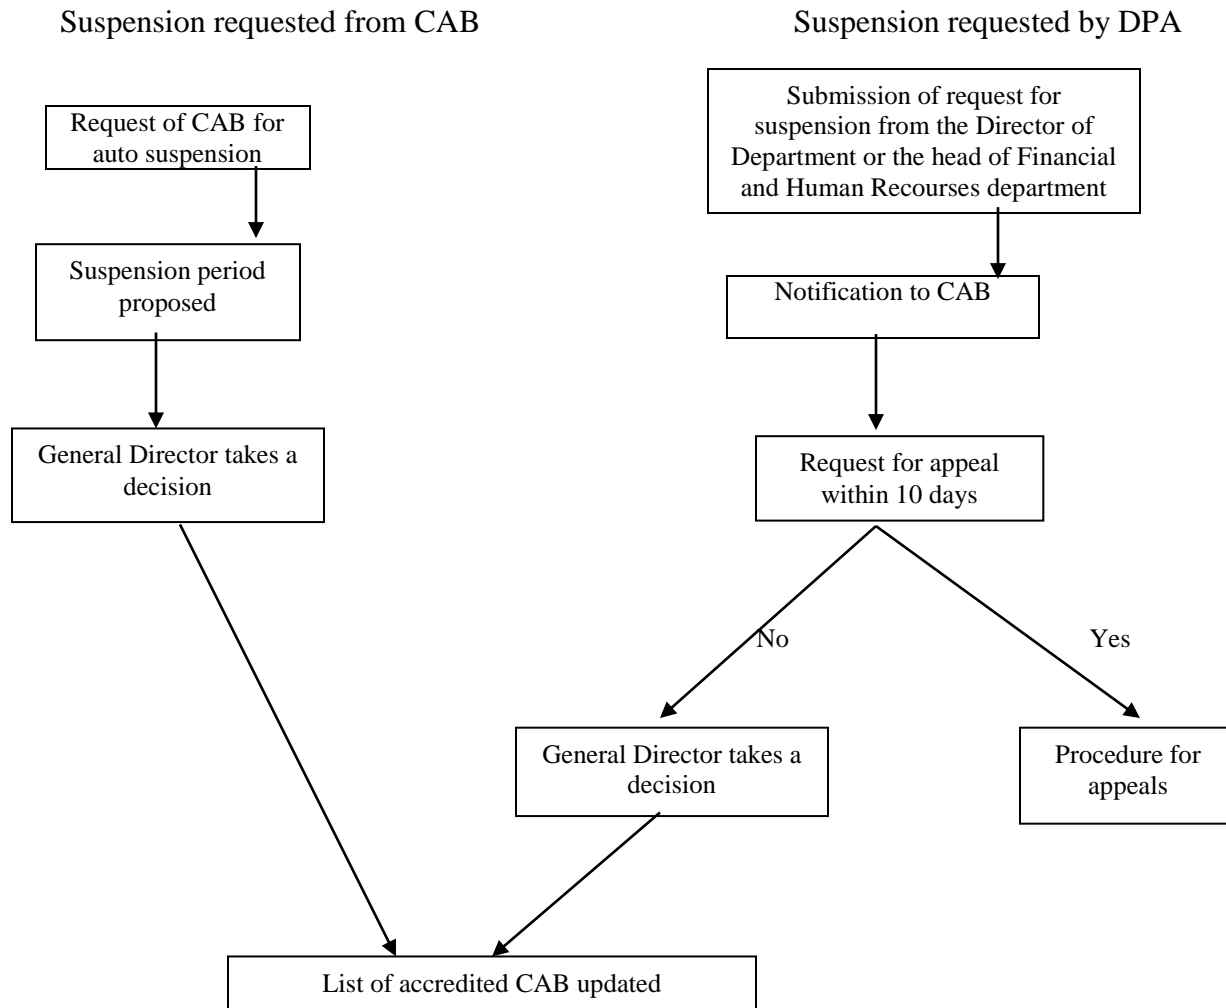 Suspension requested from CAB
Suspension requested by DPA
Request of CAB for
auto suspension
Suspension period
proposed
General Director takes a
decision
Submission of request for
suspension from the Director of
Department or the head of Financial
and Human Recourses department
Notification to CAB
Request for appeal
within 10 days
No
Yes
General Director takes a
decision
Procedure for
appeals
List of accredited CAB updated